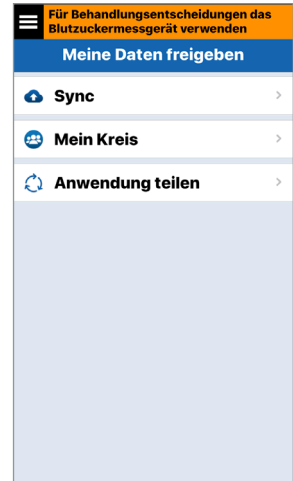 Für Behandlungsentscheidungen das
Blutzuckermessgerät verwenden
Meine Daten freigeben
Sync
Mein Kreis
Anwendung teilen